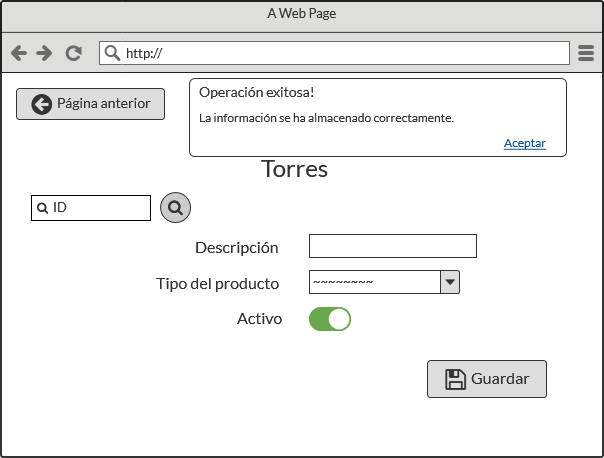 A Web Page
http://
Página anterior
Operación exitosa!
La información se ha almacenado correctamente.
Aceptar
Torres
ID
Descripción
Tipo del producto
~~~~~~~~
Activo
Guardar